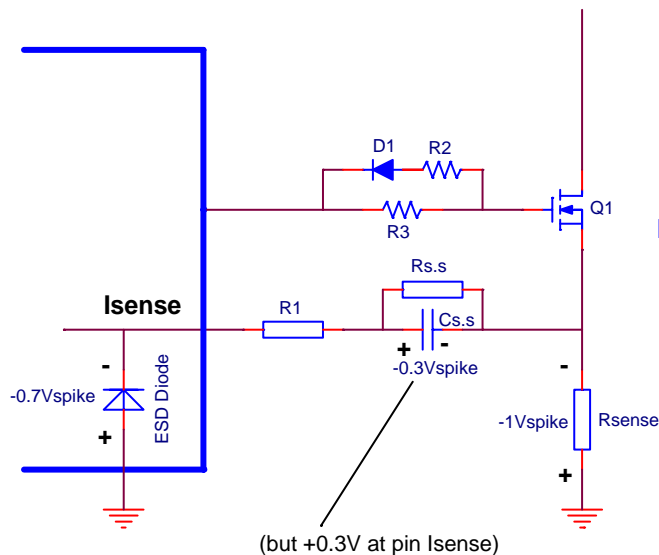 D1
R2
R3
Q1
Isense
R1
Rs.s
Cs.s
+
-
-0.3Vspike
-
-0.7Vspike
+
ESD Diode
-
-1Vspike
Rsense
+
(but +0.3V at pin Isense)